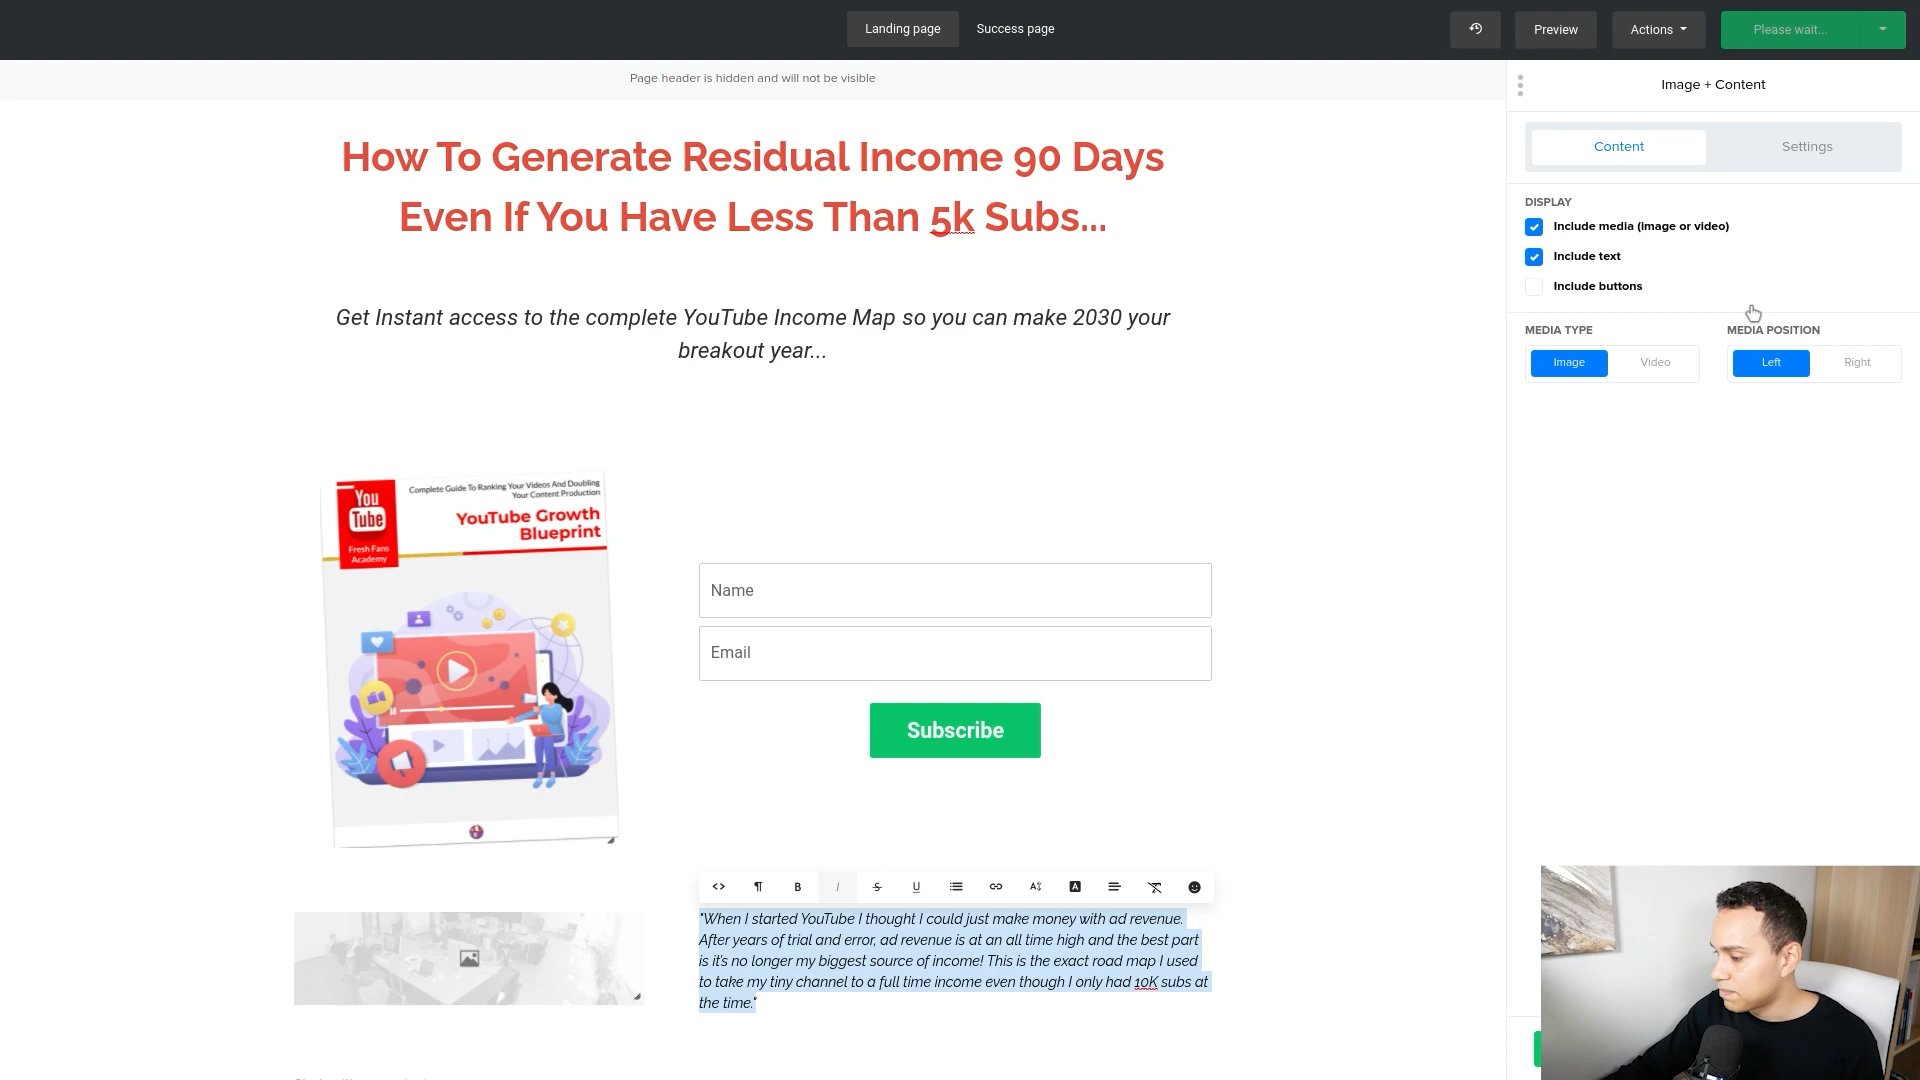 Landing page
Success page
Preview
Actions
Please wait...
Page header is hidden and will not be visible
Image + Content
Content
Settings
How To Generate Residual Income 90 Days
Even If You Have Less Than 5k Subs...
DISPLAY
Include media (image or video)
Include text
Include buttons
Get Instant access to the complete YouTube Income Map so you can make 2030 your
breakout year...
MEDIA TYPE
MEDIA POSITION
Image
Video
Left
Right
You
Tube
Fresh Fans
Academy
Complete Guide To Ranking Your Videos And Doubling
Your Content Production
YouTube Growth
Blueprint
Name
Email
Subscribe
"When I started YouTube I thought I could just make money with ad revenue.
After years of trial and error, ad revenue is at an all time high and the best part
is it's no longer my biggest source of income! This is the exact road map I used
to take my tiny channel to a full time income even though I only had 10K subs at
the time."